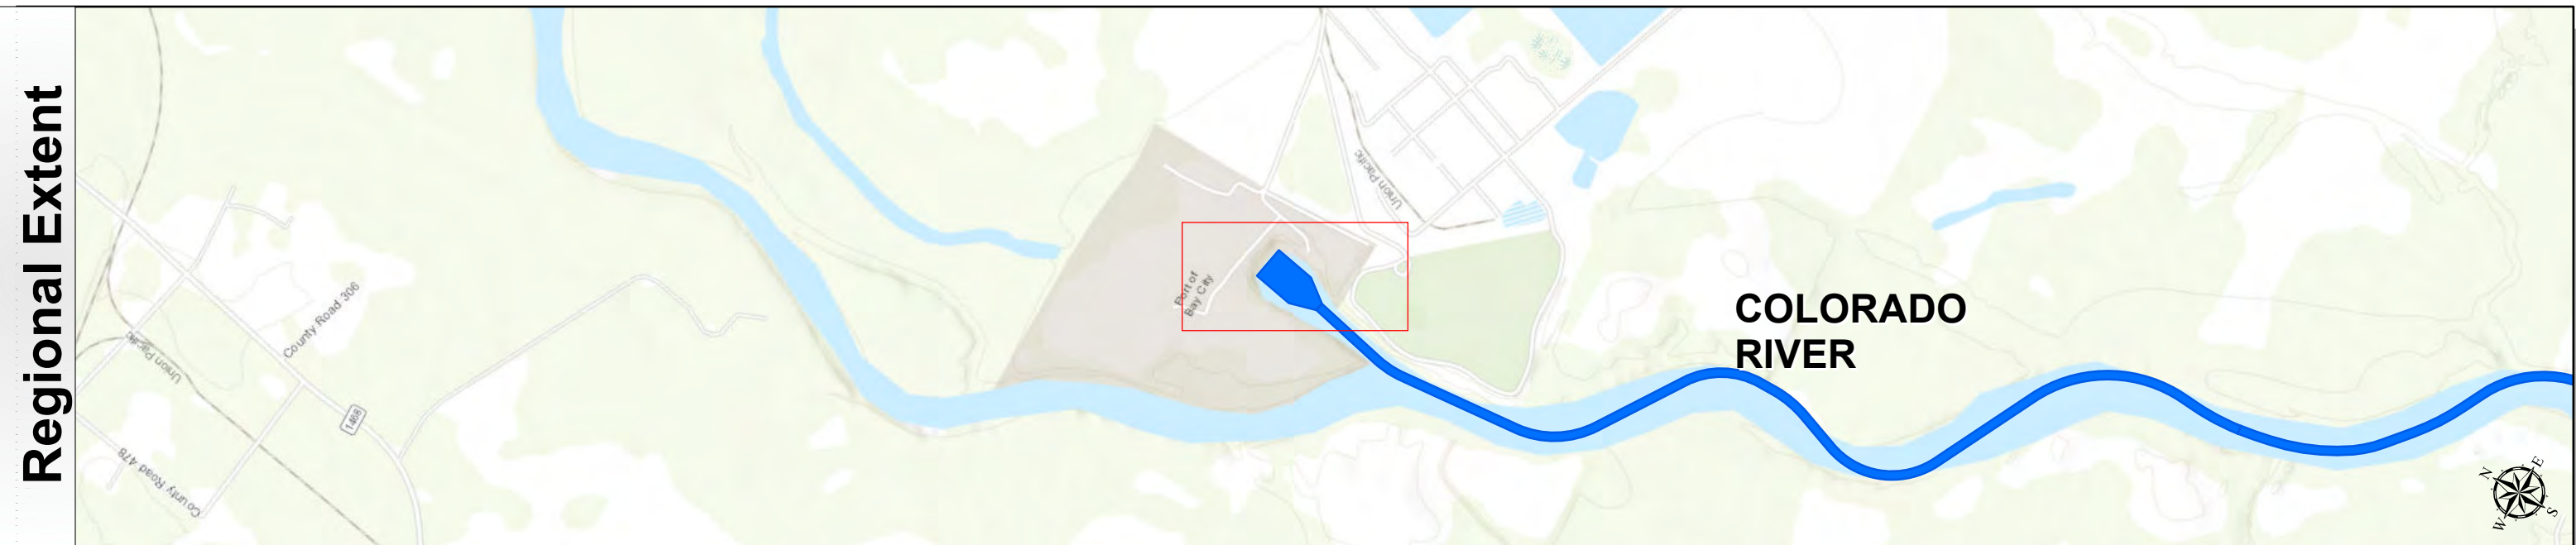 Regional Extent
Union Pacific
Port of
Bay City
COLORADO
RIVER
County Road 306
Union Pacific
1468
County Road 478
N
E
W
S